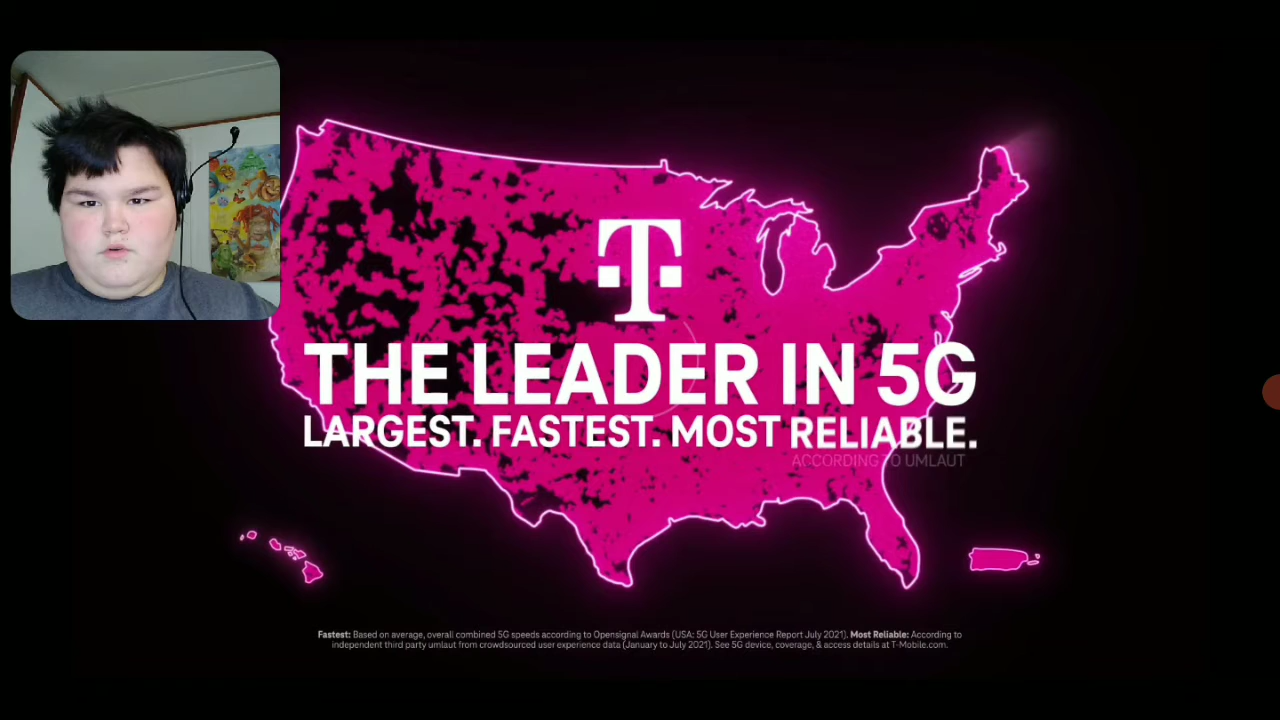 T
THE LEADER IN 5G
LARGEST. FASTEST. MOST RELIABLE.
ACCORDING TO UMLAUT
Fastest: Based on average, overall combined 5G speeds according to Opensignal Awards (USA: 5G User Experience Report July 2021). Most Reliable: According to
independent third party umlaut from crowdsourced user experience data (January to July 2021). See 5G device, coverage, & access details at T-Mobile.com.